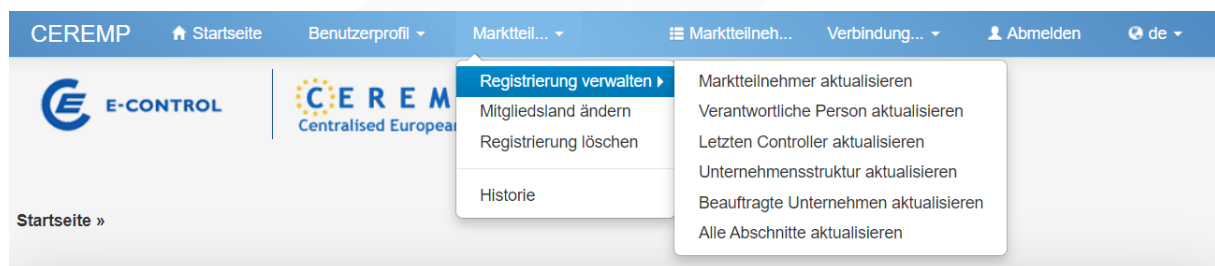 CEREMP Startseite Benutzerprofil Marktteil... Marktteilneh... Verbindung... Abmelden de
E-CONTROL
C E R E M
Centralised Europea
Registrierung verwalten
Mitgliedsland ändern
Registrierung löschen
Historie
Marktteilnehmer aktualisieren
Verantwortliche Person aktualisieren
Letzten Controller aktualisieren
Unternehmensstruktur aktualisieren
Beauftragte Unternehmen aktualisieren
Alle Abschnitte aktualisieren
Startseite »